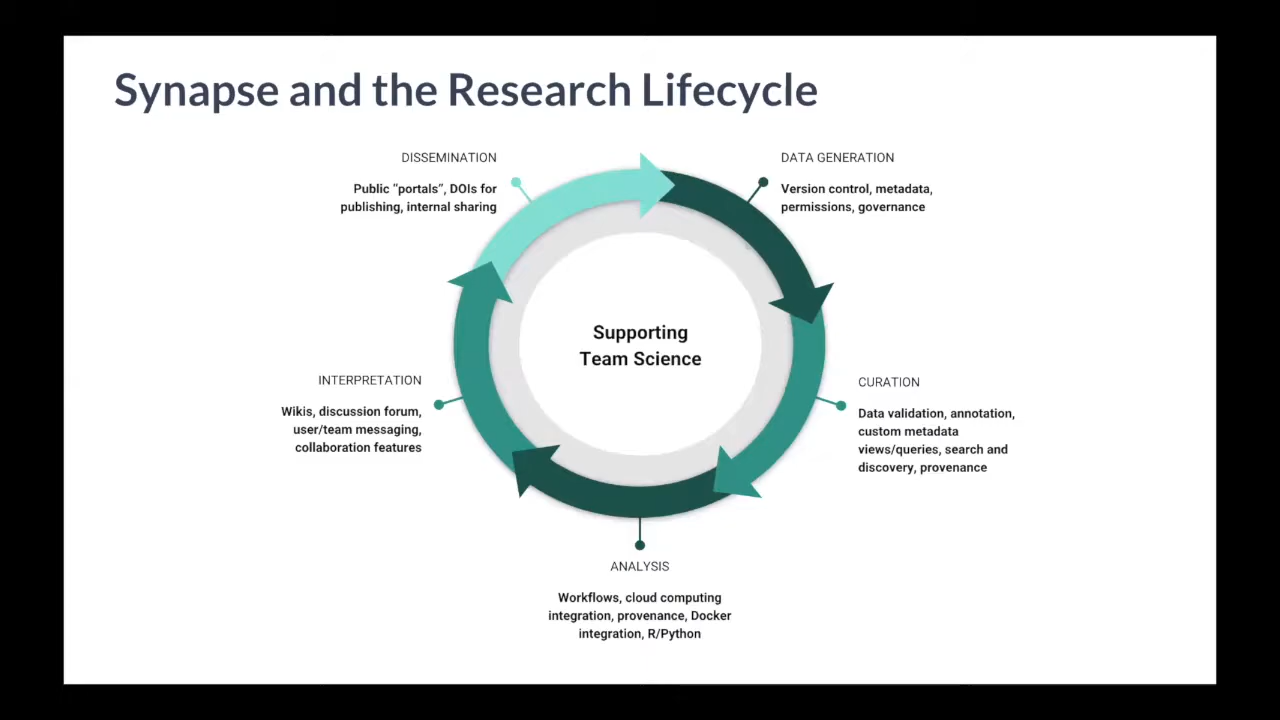 Synapse and the Research Lifecycle
DISSEMINATION
Public “portals”, DOIs for
publishing, internal sharing
DATA GENERATION
Version control, metadata,
permissions, governance
Supporting
Team Science
INTERPRETATION
Wikis, discussion forum,
user/team messaging,
collaboration features
CURATION
Data validation, annotation,
custom metadata
views/queries, search and
discovery, provenance
ANALYSIS
Workflows, cloud computing
integration, provenance, Docker
integration, R/Python